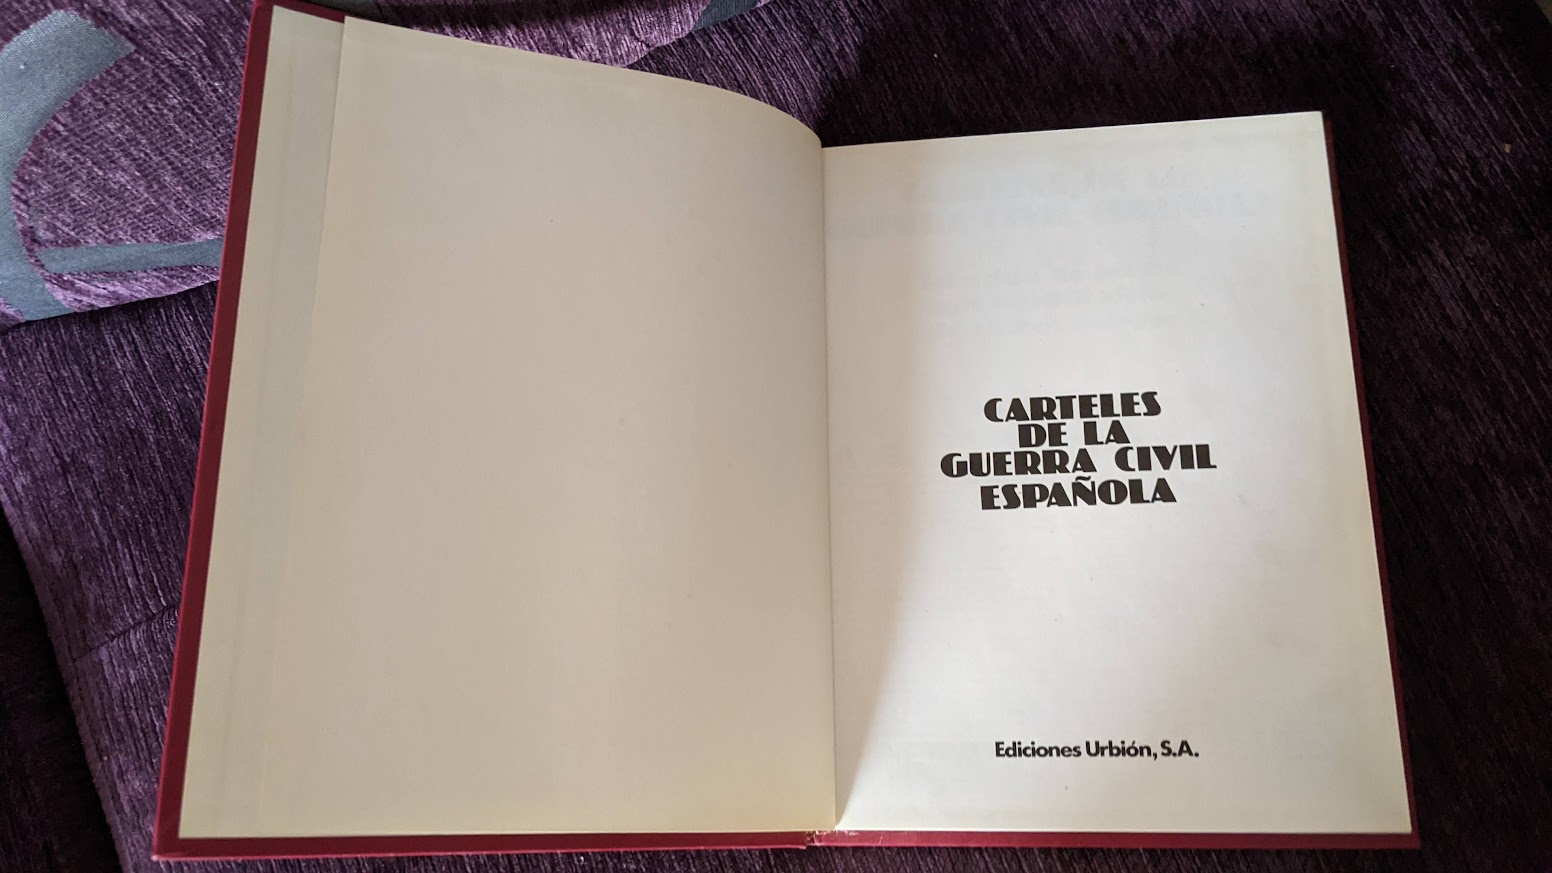 CARTELES
DE LA
GUERRA CIVIL
ESPAÑOLA
Ediciones Urbión, S.A.